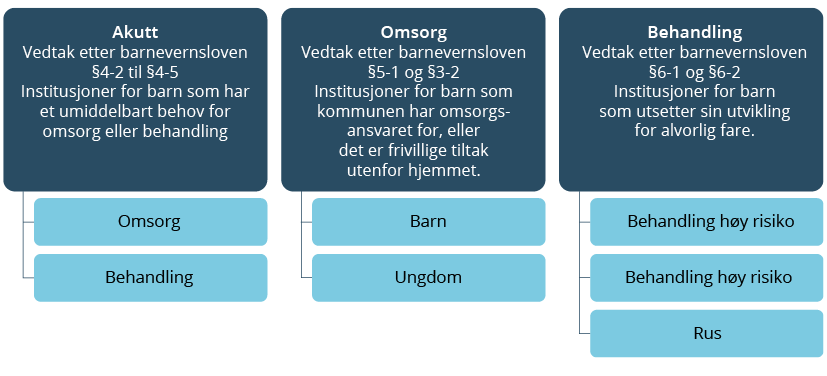 Akutt
Vedtak etter barnevernsloven
§4-2 til §4-5
Institusjoner for barn som har
et umiddelbart behov for
omsorg eller behandling
Omsorg
Behandling
Omsorg
Vedtak etter barnevernsloven
§5-1 og §3-2
Institusjoner for barn som
kommunen har omsorgs-
ansvaret for, eller
det er frivillige tiltak
utenfor hjemmet.
Barn
Ungdom
Behandling
Vedtak etter barnevernsloven
§6-1 og §6-2
Institusjoner for barn
som utsetter sin utvikling
for alvorlig fare.
Behandling høy risiko
Behandling høy risiko
Rus